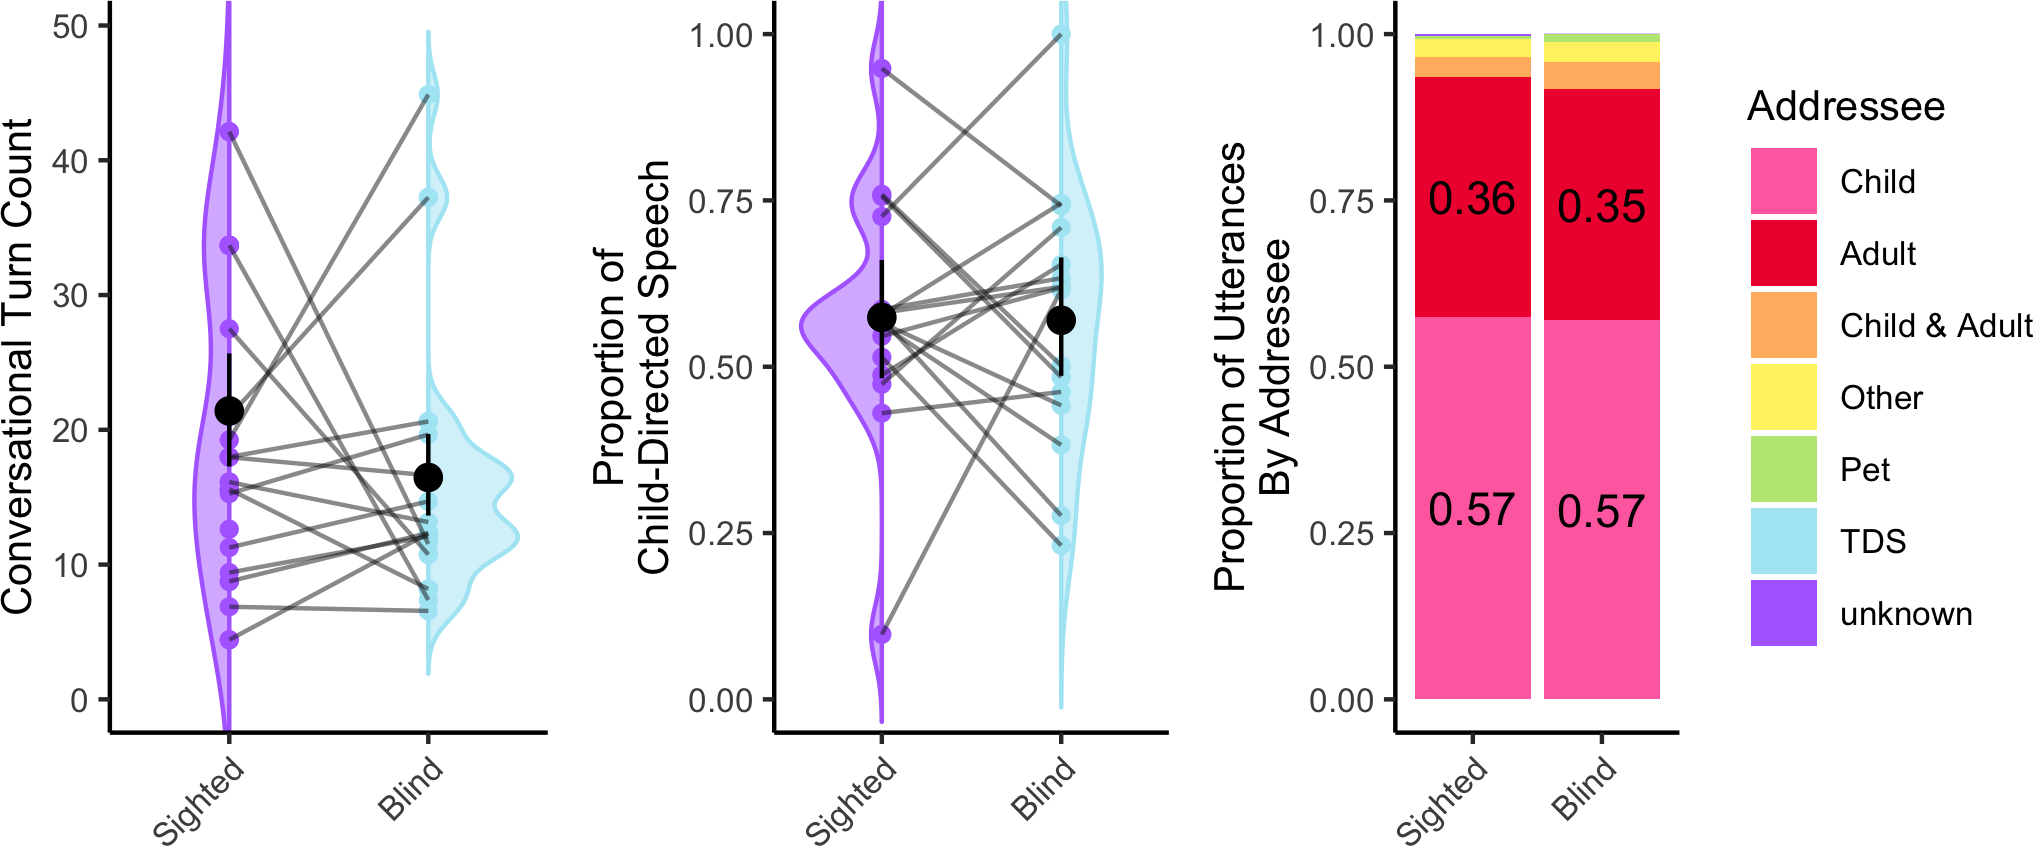 Conversational Turn Count
50
40
30
20
10
0
Sighted
Blind
Proportion of
Child-Directed Speech
1.00
0.75
0.50
0.25
0.00
Sighted
Blind
Proportion of Utterances
By Addressee
1.00
0.75
0.50
0.25
0.00
0.36
0.35
0.57
0.57
Sighted
Blind
Addressee
Child
Adult
Child & Adult
Other
Pet
TDS
unknown